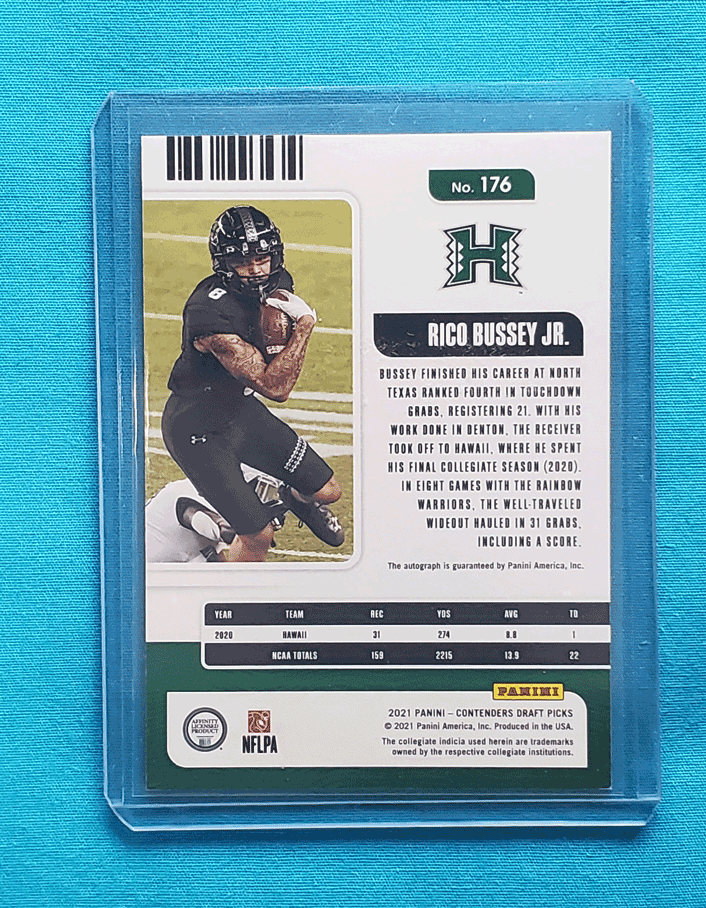 No. 176
H
8
RICO BUSSEY JR.
BUSSEY FINISHED HIS CAREER AT NORTH
TEXAS RANKED FOURTH IN TOUCHDOWN
GRABS, REGISTERING 21. WITH HIS
WORK DONE IN DENTON, THE RECEIVER
TOOK OFF TO HAWAII, WHERE HE SPENT
HIS FINAL COLLEGIATE SEASON (2020).
IN EIGHT GAMES WITH THE RAINBOW
WARRIORS, THE WELL-TRAVELED
WIDEOUT HAULED IN 31 GRABS,
INCLUDING A SCORE.
The autograph is guaranteed by Panini America, Inc.
YEAR TEAM REC YDS AVG TD
2020 HAWAII 31 274 8.8 1
NCAA TOTALS 159 2215 13.9 22
PANINI
AFFINITY
LICENSED
PRODUCT
NFLPA
2021 PANINI – CONTENDERS DRAFT PICKS
© 2021 Panini America, Inc. Produced in the USA.
The collegiate indicia used herein are trademarks
owned by the respective collegiate institutions.